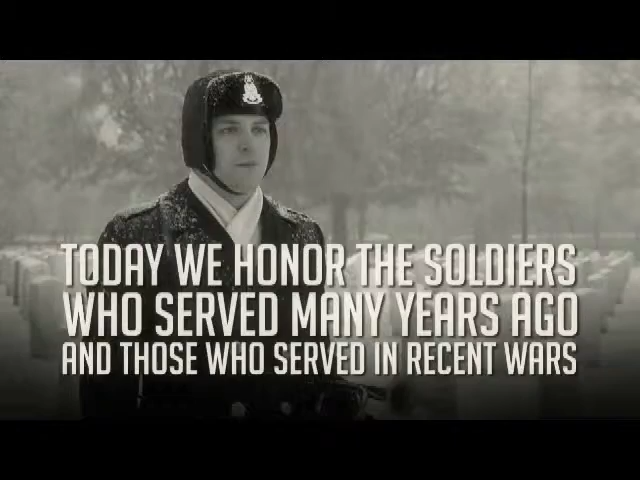 TODAY WE HONOR THE SOLDIERS
WHO SERVED MANY YEARS AGO
AND THOSE WHO SERVED IN RECENT WARS